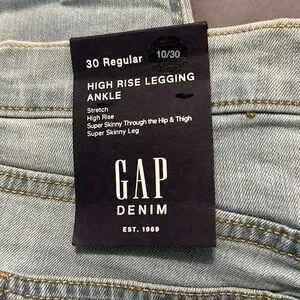 30 Regular 10/30
HIGH RISE LEGGING
ANKLE
Stretch
High Rise
Super Skinny Through the Hip & Thigh
Super Skinny Leg
GAP
DENIM
EST. 1969